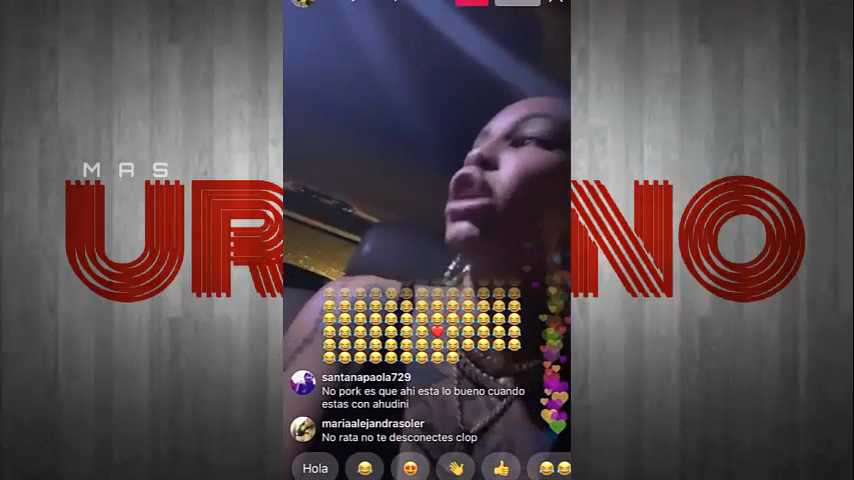 MAS
UR NO
santanapaola729
No pork es que ahi esta lo bueno cuando
estas con ahudini
mariaalejandrasoler
No rata no te desconectes clop
Hola